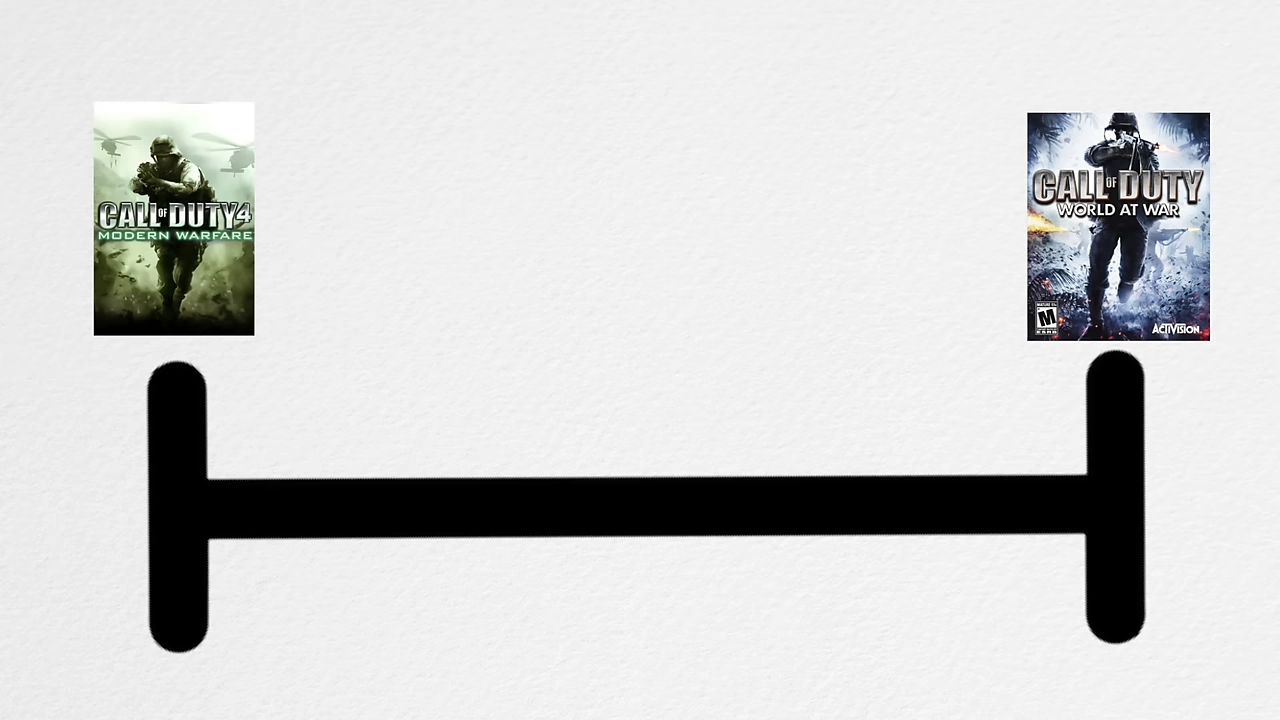 CALL OF DUTY 4
MODERN WARFARE
CALL OF DUTY
WORLD AT WAR
M
ACTIVISION